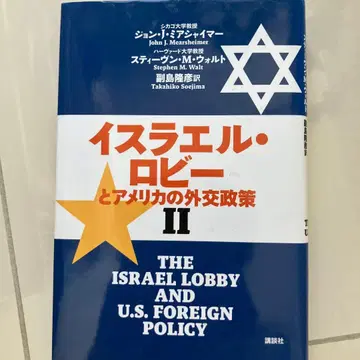 シカゴ大学教授
ジョン・J・ミアシャイマー
John J. Mearsheimer
ハーヴァード大学教授
スティーヴン・M・ウォルト
Stephen M. Walt
副島隆彦 訳
Takahiko Soejima
イスラエル・
ロビー
とアメリカの外交政策
II
THE
ISRAEL LOBBY
AND
U.S. FOREIGN
POLICY
講談社